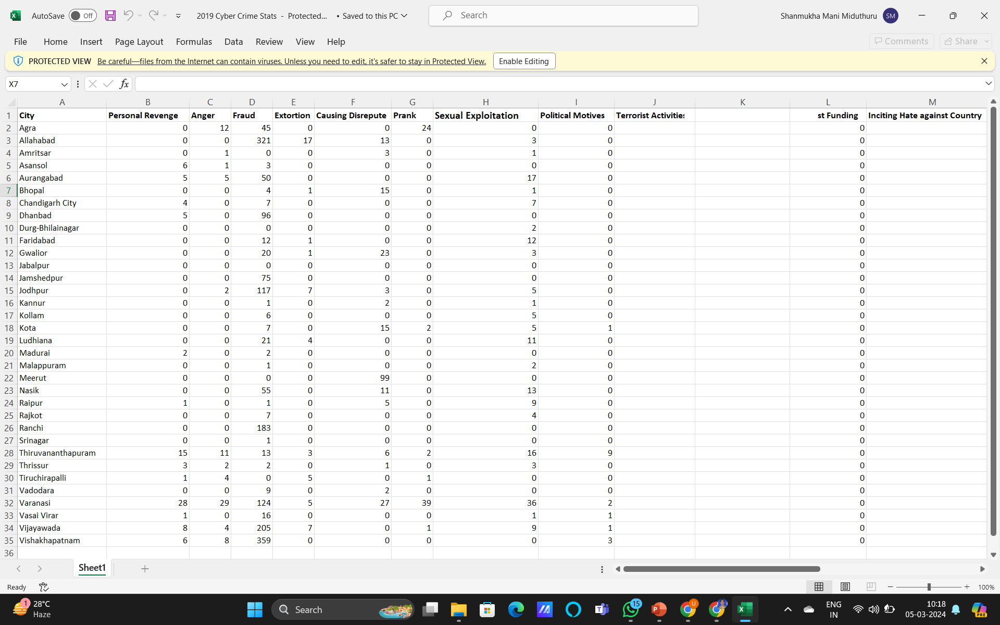 AutoSave Off 2019 Cyber Crime Stats - Protected... • Saved to this PC Search Shanmukha Mani Miduthuru SM
File Home Insert Page Layout Formulas Data Review View Help Comments Share
PROTECTED VIEW Be careful—files from the Internet can contain viruses. Unless you need to edit, it's safer to stay in Protected View. Enable Editing
X7 fx
A B C D E F G H I J K L M
1 City Personal Revenge Anger Fraud Extortion Causing Disrepute Prank Sexual Exploitation Political Motives Terrorist Activities st Funding Inciting Hate against Country
2 Agra 0 12 45 0 0 24 0 0 0
3 Allahabad 0 0 321 17 13 0 3 0 0
4 Amritsar 0 1 0 0 3 0 1 0 0
5 Asansol 6 1 3 0 0 0 0 0 0
6 Aurangabad 5 5 50 0 0 0 17 0 0
7 Bhopal 0 0 4 1 15 0 1 0 0
8 Chandigarh City 4 0 7 0 0 0 7 0 0
9 Dhanbad 5 0 96 0 0 0 0 0 0
10 Durg-Bhilainagar 0 0 0 0 0 0 2 0 0
11 Faridabad 0 0 12 1 0 0 12 0 0
12 Gwalior 0 0 20 1 23 0 3 0 0
13 Jabalpur 0 0 0 0 0 0 0 0 0
14 Jamshedpur 0 0 75 0 0 0 0 0 0
15 Jodhpur 0 2 117 7 3 0 5 0 0
16 Kannur 0 0 1 0 2 0 1 0 0
17 Kollam 0 0 6 0 0 0 5 0 0
18 Kota 0 0 7 0 15 2 5 1 0
19 Ludhiana 0 0 21 4 0 0 11 0 0
20 Madurai 2 0 2 0 0 0 0 0 0
21 Malappuram 0 0 1 0 0 0 2 0 0
22 Meerut 0 0 0 0 99 0 0 0 0
23 Nasik 0 0 55 0 11 0 13 0 0
24 Raipur 1 0 1 0 5 0 9 0 0
25 Rajkot 0 0 7 0 0 0 4 0 0
26 Ranchi 0 0 183 0 0 0 0 0 0
27 Srinagar 0 0 1 0 0 0 0 0 0
28 Thiruvananthapuram 15 11 13 3 6 2 16 9 0
29 Thrissur 3 2 2 0 1 0 3 0 0
30 Tiruchirapalli 1 4 0 5 0 1 0 0 0
31 Vadodara 0 0 9 0 2 0 0 0 0
32 Varanasi 28 29 124 5 27 39 36 2 0
33 Vasai Virar 1 0 16 0 0 0 1 1 0
34 Vijayawada 8 4 205 7 0 1 9 1 0
35 Vishakhapatnam 6 8 359 0 0 0 0 3 0
36
Sheet1
Ready 100%
1 28°C Search 15 U ENG 10:18
Haze IN 05-03-2024 PRE